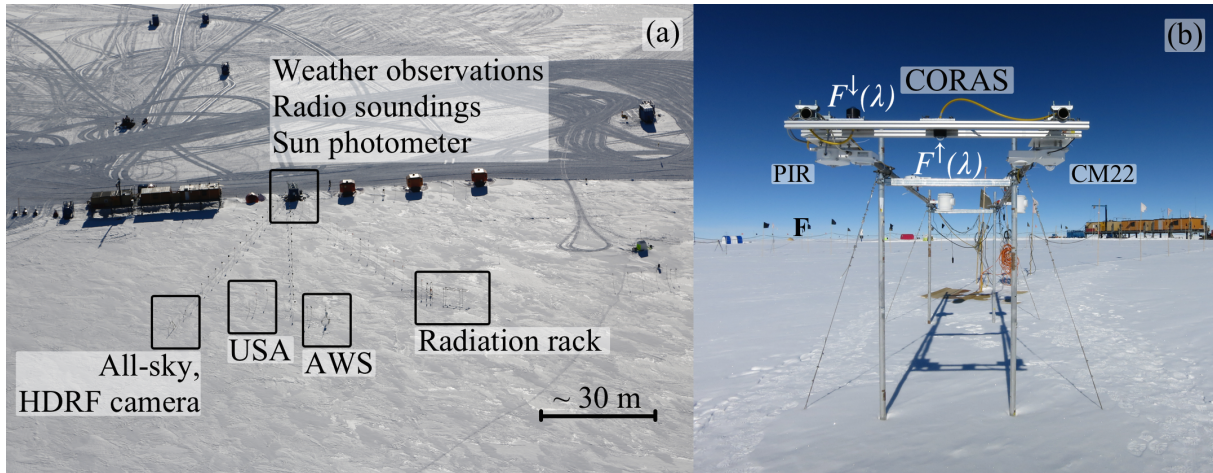 (a)
Weather observations
Radio soundings
Sun photometer
All-sky,
HDRF camera
USA
AWS
Radiation rack
~ 30 m
(b)
CORAS
F↓(λ)
F↑(λ)
PIR
CM22
F